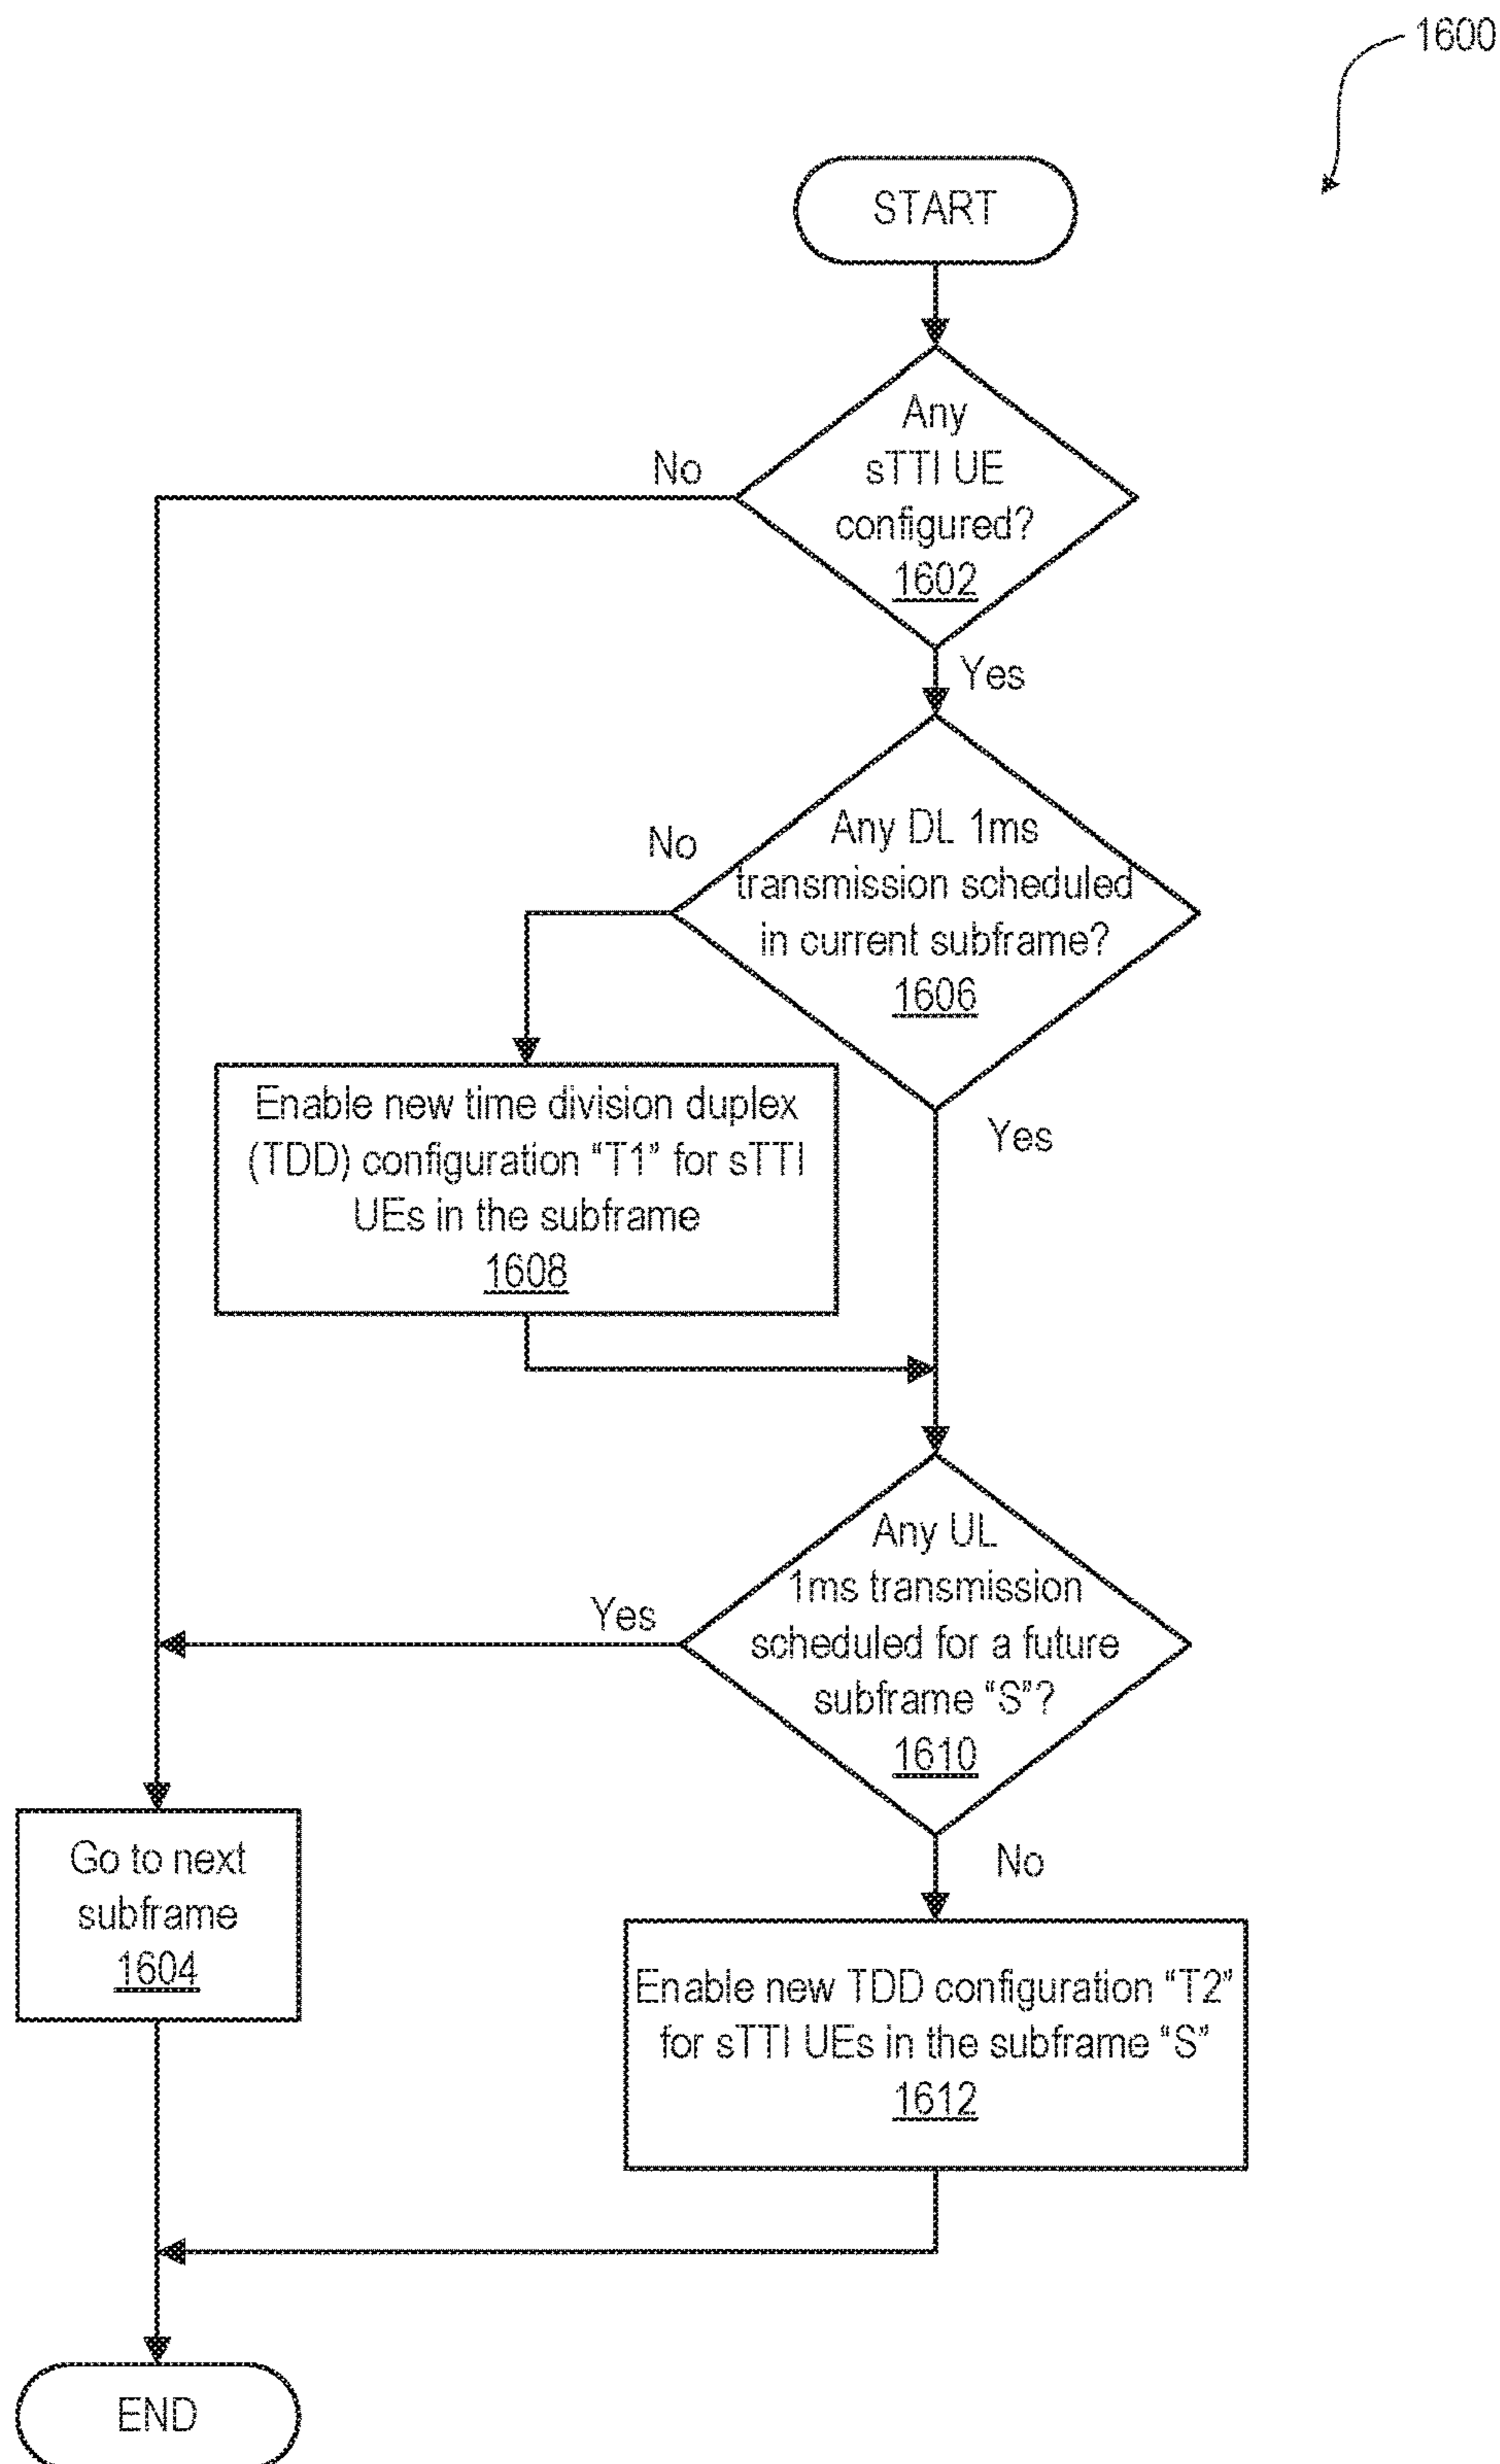 1600
START
Any
sTTI UE
configured?
1602
No
Yes
Any DL 1ms
transmission scheduled
in current subframe?
1606
No
Yes
Enable new time division duplex
(TDD) configuration “T1” for sTTI
UEs in the subframe
1608
Any UL
1ms transmission
scheduled for a future
subframe “S”?
1610
Yes
No
Go to next
subframe
1604
Enable new TDD configuration “T2”
for sTTI UEs in the subframe “S”
1612
END